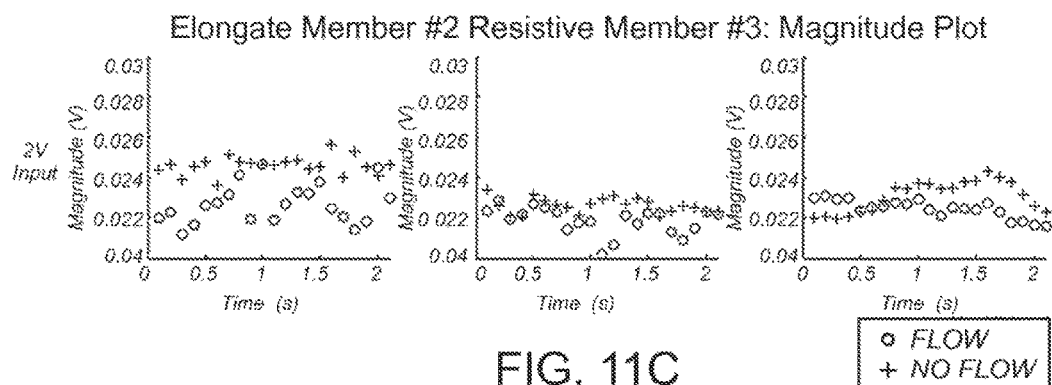 Elongate Member #2 Resistive Member #3: Magnitude Plot
2V
Input
Magnitude (V)
0.03
0.028
0.026
0.024
0.022
0.04
0 0.5 1 1.5 2
Time (s)
Magnitude (V)
0.03
0.028
0.026
0.024
0.022
0.04
0 0.5 1 1.5 2
Time (s)
Magnitude (V)
0.03
0.028
0.026
0.024
0.022
0.04
0 0.5 1 1.5 2
Time (s)
FLOW
NO FLOW
FIG. 11C